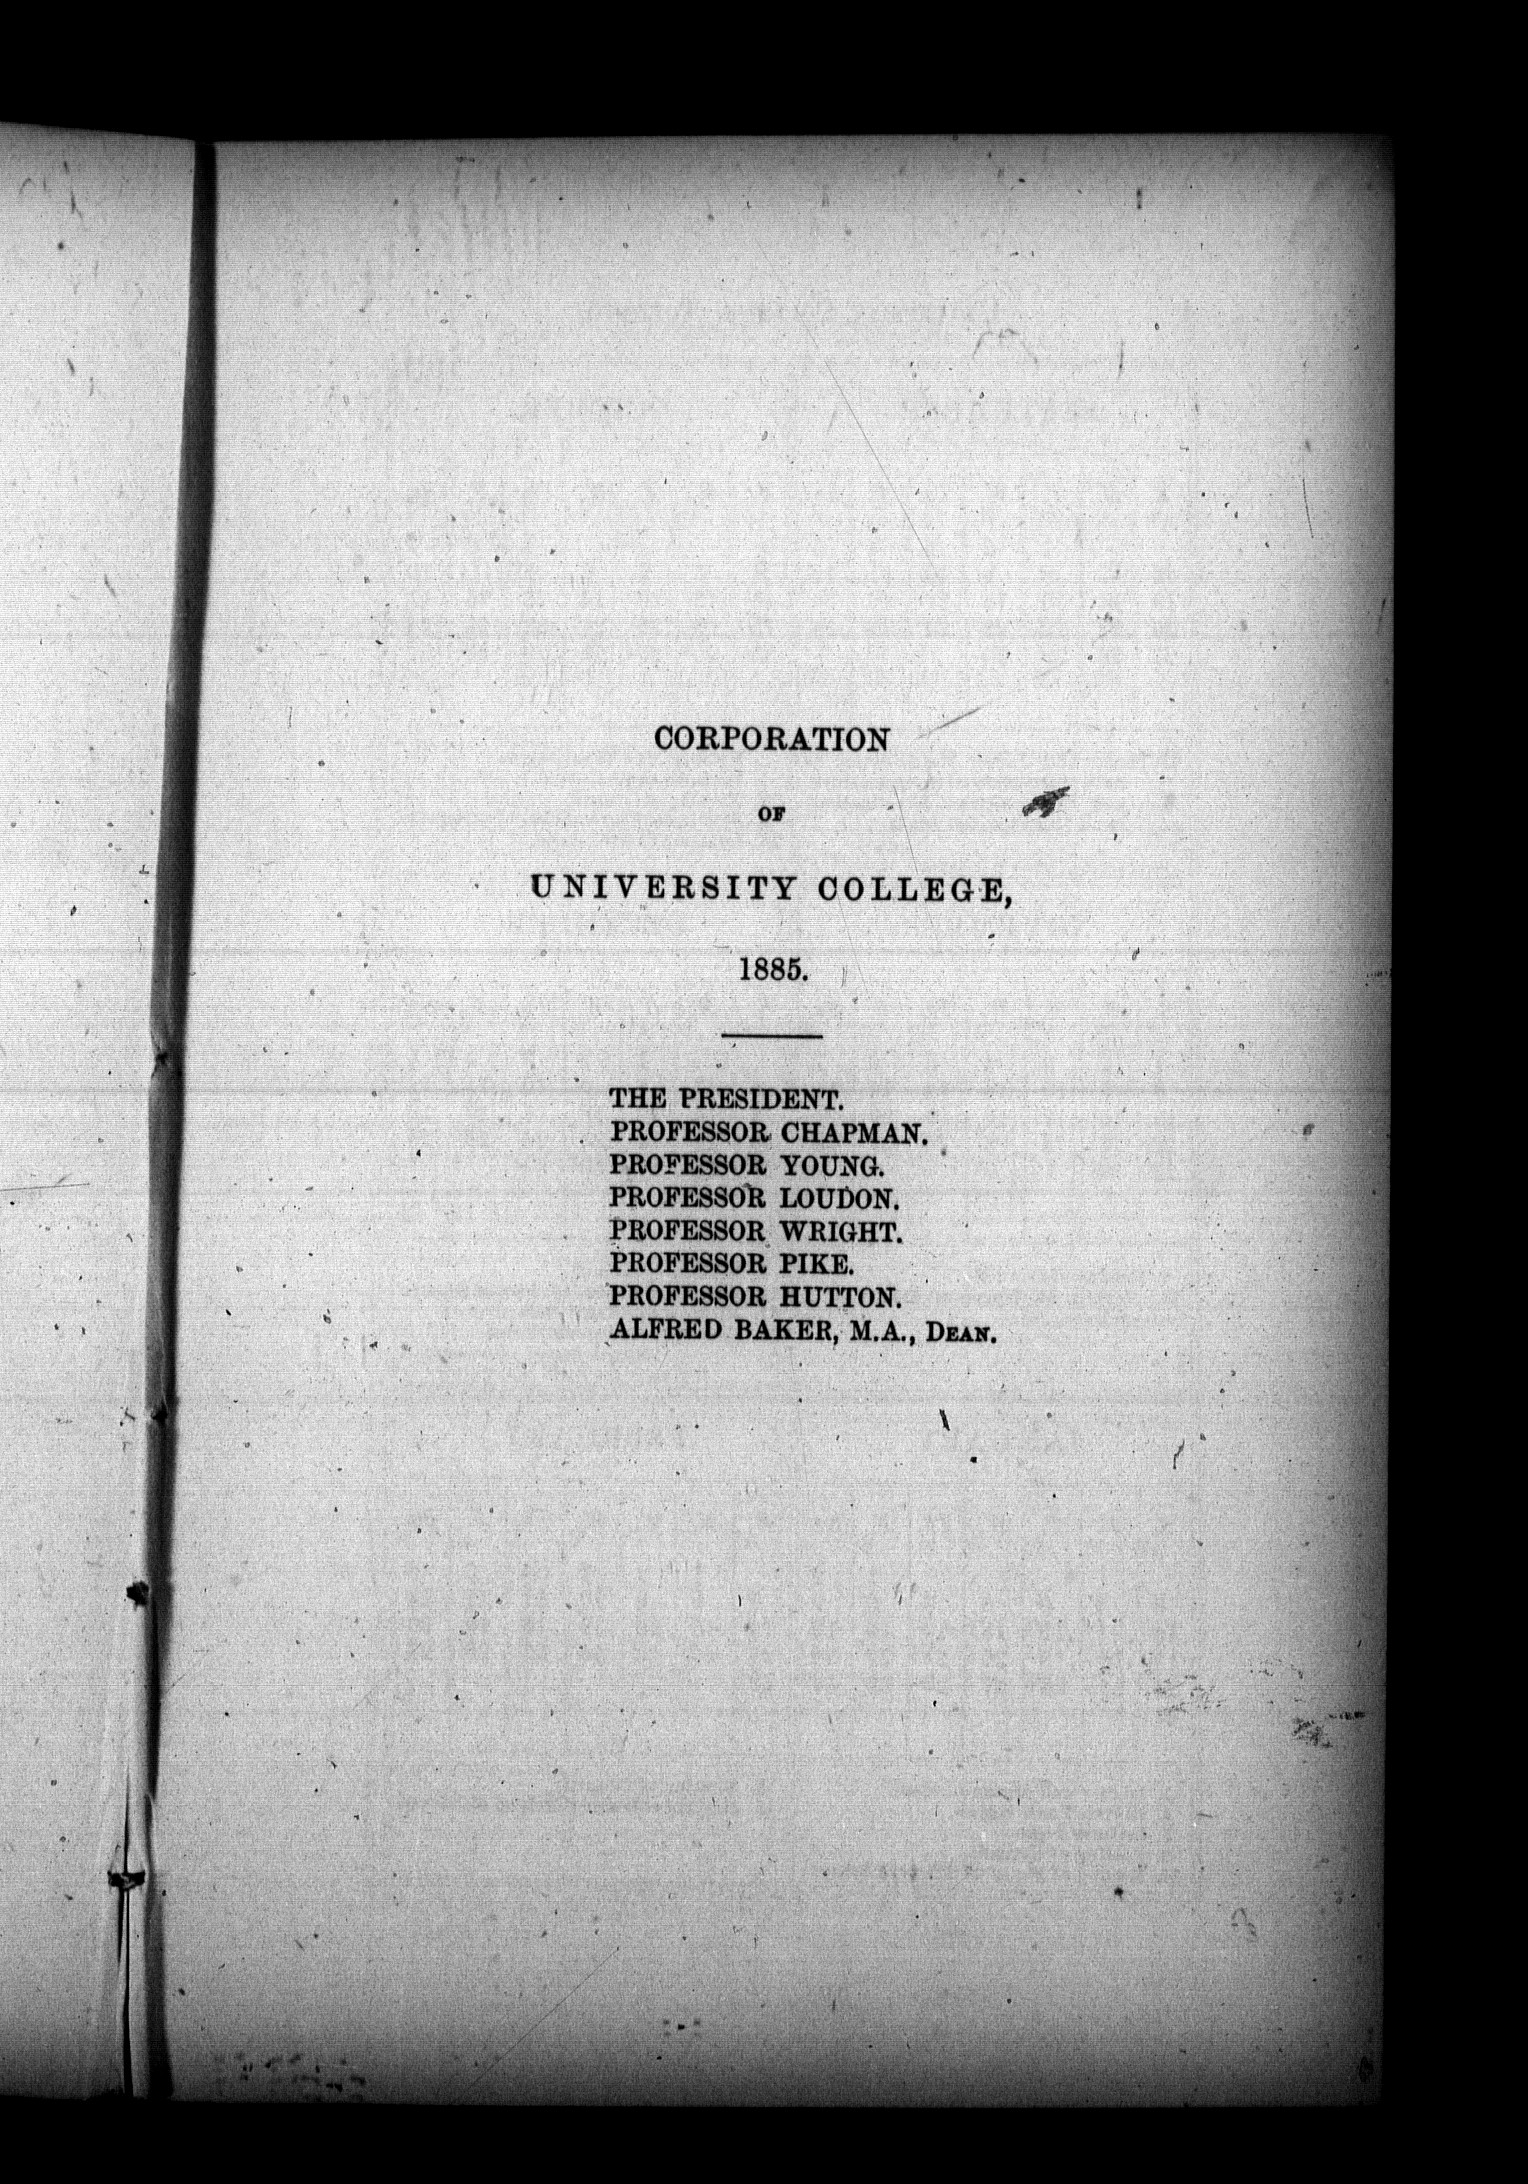 CORPORATION
OF
UNIVERSITY COLLEGE,
1885.
THE PRESIDENT.
PROFESSOR CHAPMAN.
PROFESSOR YOUNG.
PROFESSOR LOUDON.
PROFESSOR WRIGHT.
PROFESSOR PIKE.
PROFESSOR HUTTON.
ALFRED BAKER, M.A., DEAN.